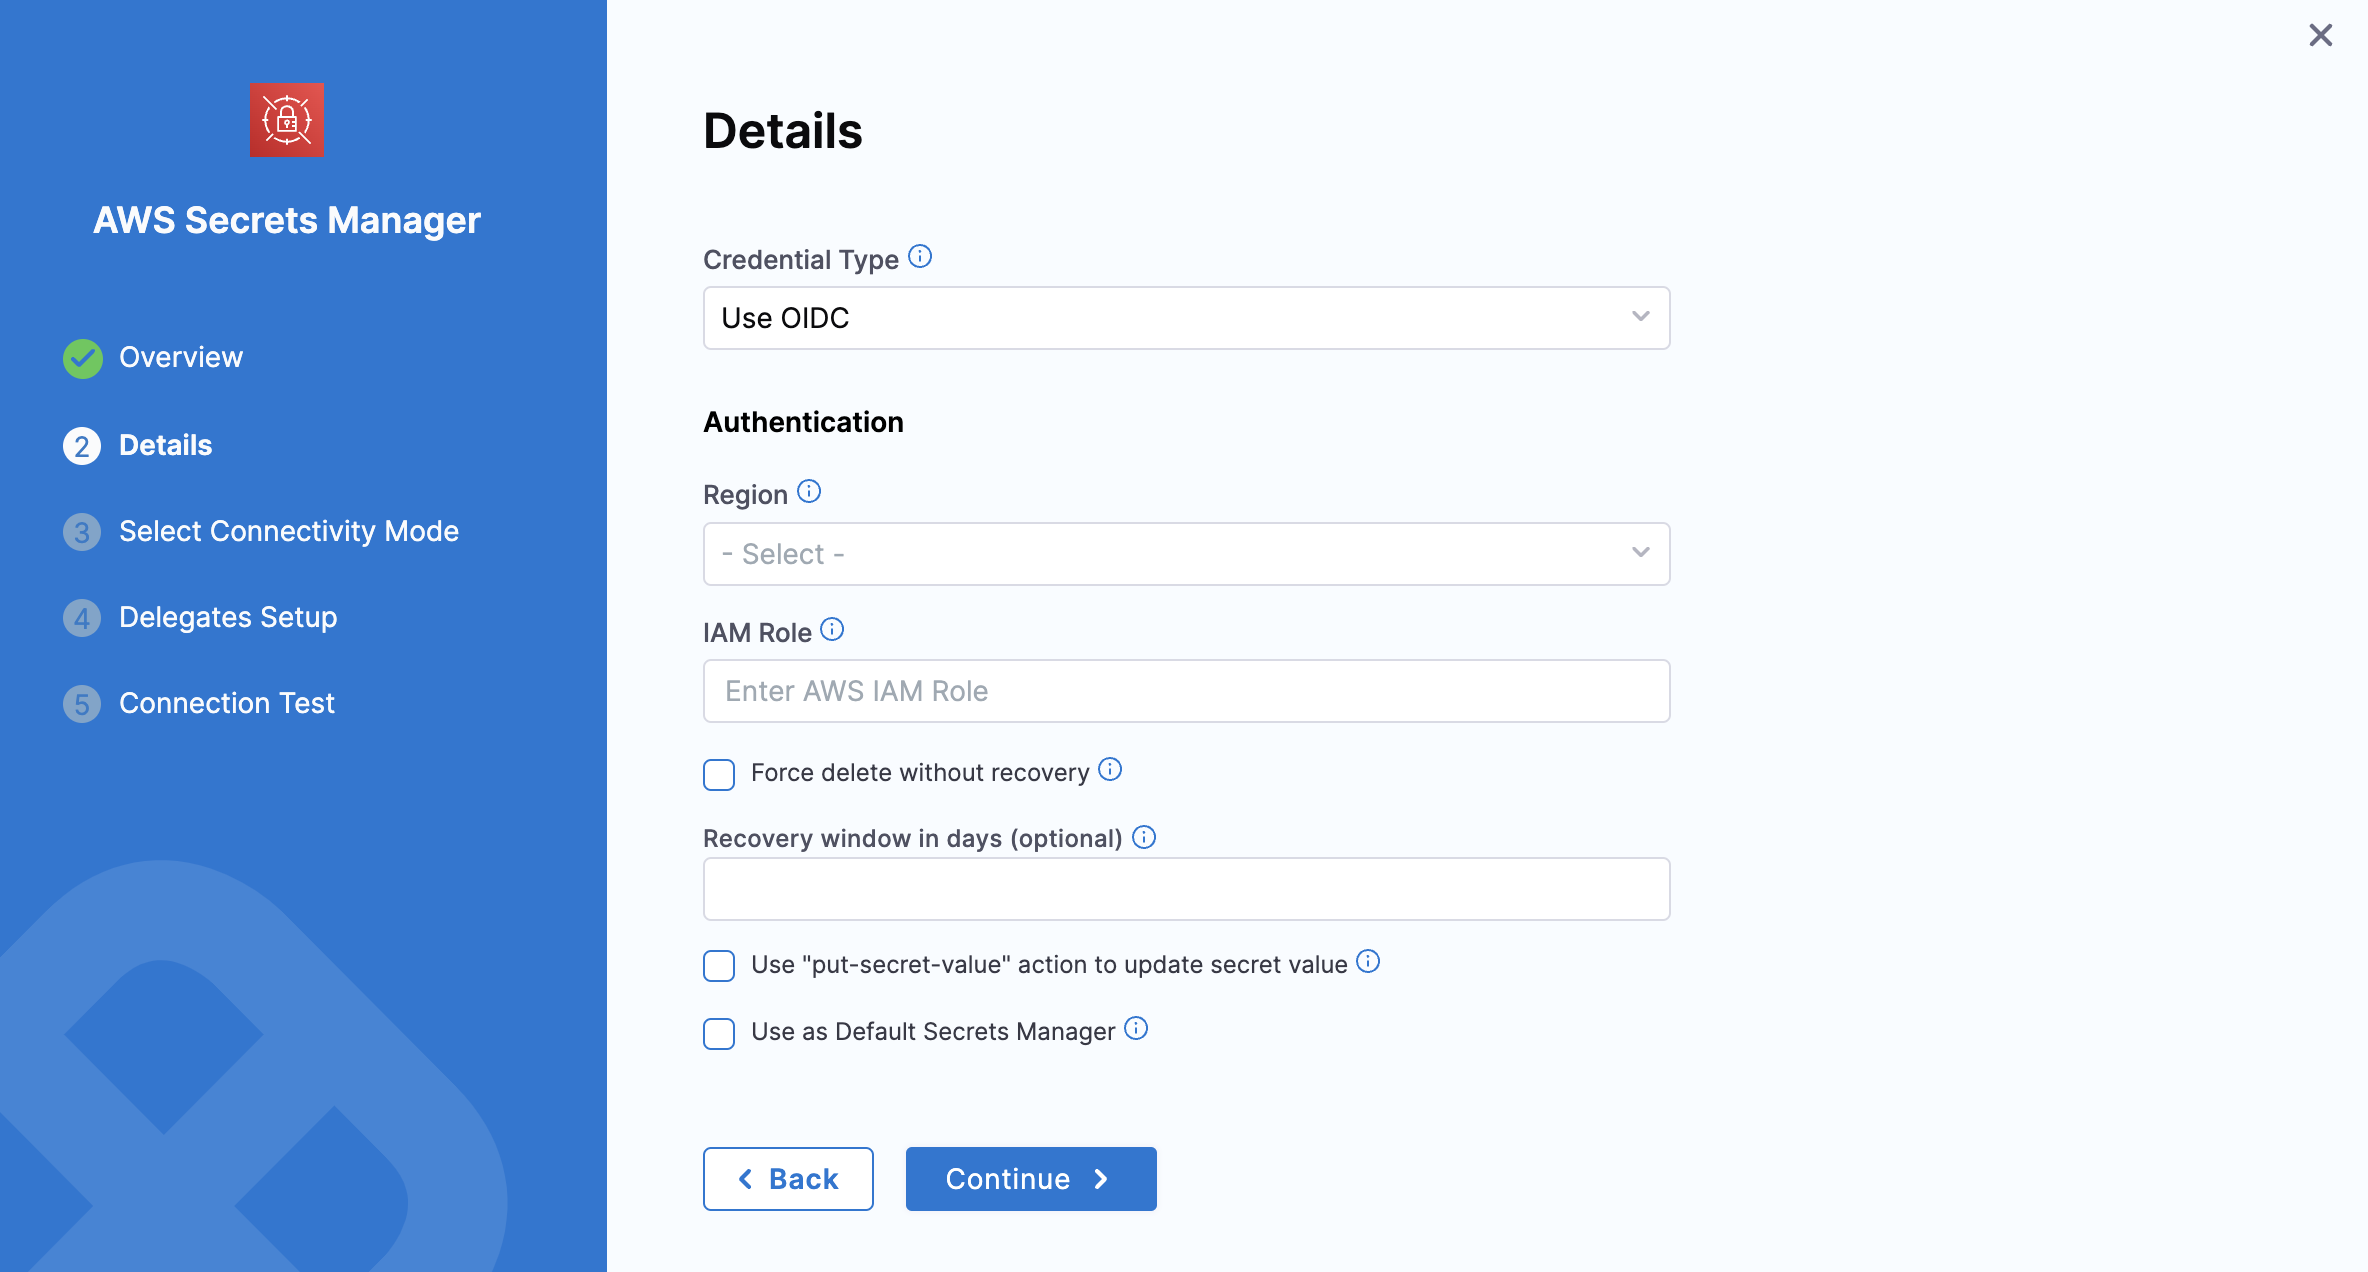 AWS Secrets Manager
Overview
2 Details
3 Select Connectivity Mode
4 Delegates Setup
5 Connection Test
Details
Credential Type
Use OIDC
Authentication
Region
- Select -
IAM Role
Enter AWS IAM Role
Force delete without recovery
Recovery window in days (optional)
Use "put-secret-value" action to update secret value
Use as Default Secrets Manager
Back
Continue